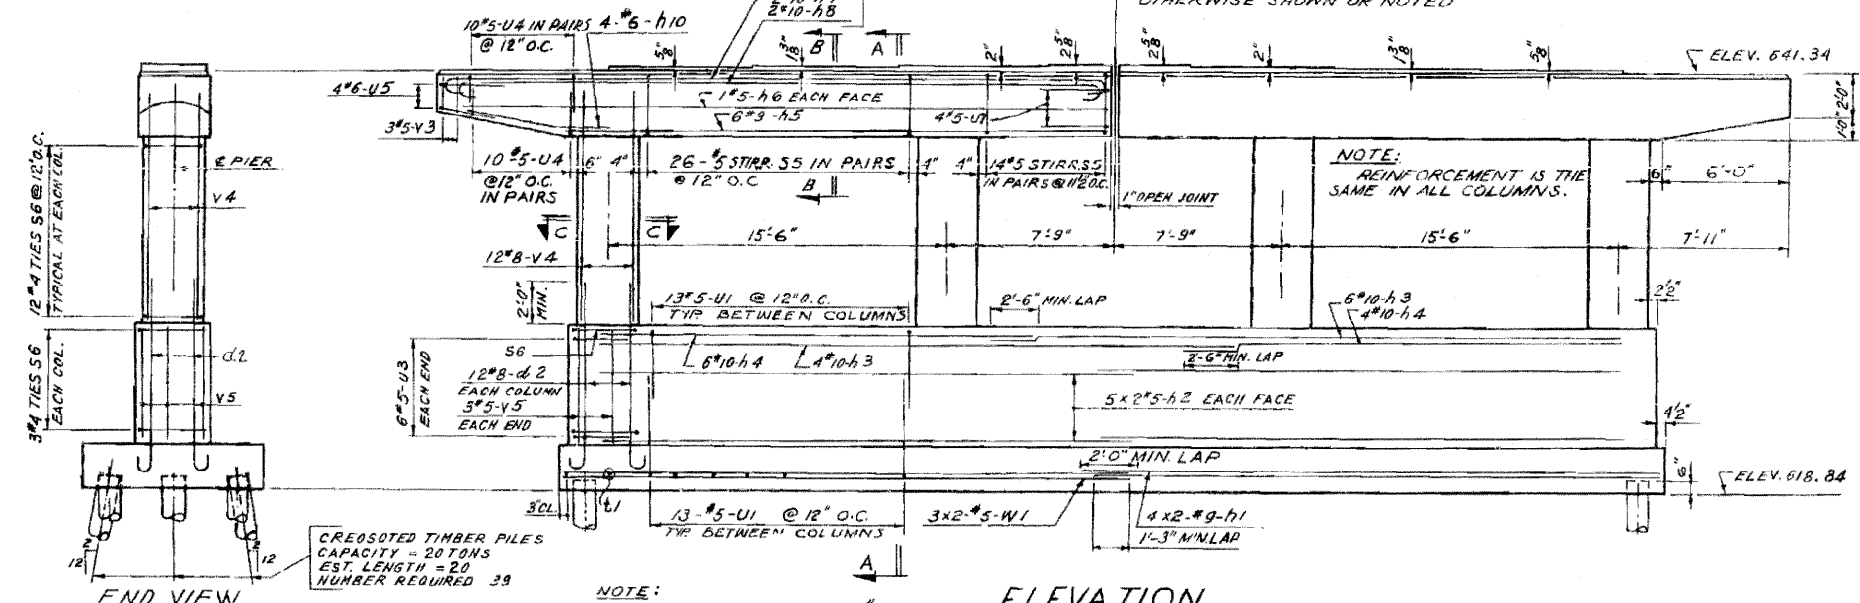 2#10-h8
OTHERWISE SHOWN OR NOTED
10#5-U4 IN PAIRS
@ 12" O.C.
4-#6-h10
5/8
1 3/8
B
A
2"
2 5/8
2 5/8
2"
1 3/8
5/8
ELEV. 641.34
4#6-U5
1#5-h6 EACH FACE
6#9-h5
4#5-U7
3#5-V3
2'-0"
1'-0"
10#5-U4
@12" O.C.
IN PAIRS
6"
4"
26-#5 STIRR. S5 IN PAIRS
@ 12" O.C
B
4"
4"
14#5 STIRR.S5
IN PAIRS @ 11 1/2 O.C.
1" OPEN JOINT
NOTE:
REINFORCEMENT IS THE
SAME IN ALL COLUMNS.
6"
6'-0"
12#4 TIES S6 @ 12" O.C.
TYPICAL AT EACH COL.
℄ PIER
V4
C
C
15'-6"
7'-9"
7'-9"
15'-6"
7'-11"
12#8-V4
2'-0"
MIN.
13#5-U1 @ 12" O.C.
TYP. BETWEEN COLUMNS
2'-6" MIN. LAP
6#10-h3
4#10-h4
2 1/2"
3#4 TIES S6
EACH COL.
d2
V5
S6
6#10-h4
4#10-h3
2'-6" MIN. LAP
6#5-U3
EACH END
12#8-d2
EACH COLUMN
3#5-V5
EACH END
5x2#5-h2 EACH FACE
4 1/2"
2'0" MIN. LAP
6"
ELEV. 618.84
3"CL.
t1
13-#5-U1 @ 12" O.C.
TYP. BETWEEN COLUMNS
3x2-#5-W1
4x2-#9-h1
1'-3" MIN. LAP
2
12
2
12
CREOSOTED TIMBER PILES
CAPACITY = 20 TONS
EST. LENGTH = 20
NUMBER REQUIRED 39
A
END VIEW
NOTE:
ELEVATION